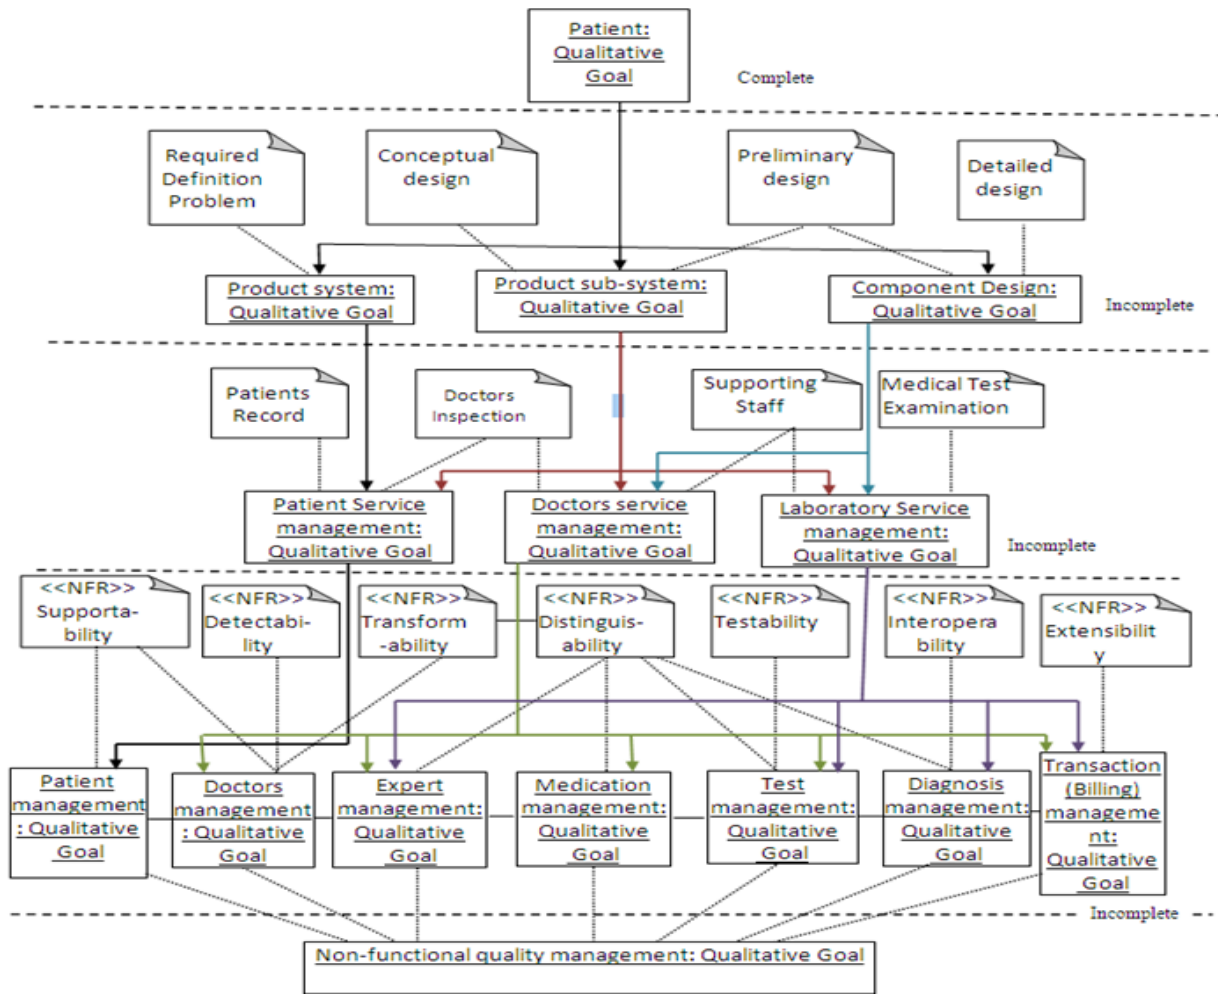 Patient:
Qualitative
Goal
Complete
Required
Definition
Problem
Conceptual
design
Preliminary
design
Detailed
design
Product system:
Qualitative Goal
Product sub-system:
Qualitative Goal
Component Design:
Qualitative Goal
Incomplete
Patients
Record
Doctors
Inspection
Supporting
Staff
Medical Test
Examination
Patient Service
management:
Qualitative Goal
Doctors service
management:
Qualitative Goal
Laboratory Service
management:
Qualitative Goal
Incomplete
<<NFR>>
Supporta-
bility
<<NFR>>
Detectabi-
lity
<<NFR>>
Transform
-ability
<<NFR>>
Distinguis-
ability
<<NFR>>
Testability
<<NFR>>
Interopera
bility
<<NFR>>
Extensibilit
y
Patient
management
: Qualitative
Goal
Doctors
management
: Qualitative
Goal
Expert
management:
Qualitative
Goal
Medication
management:
Qualitative
Goal
Test
management:
Qualitative
Goal
Diagnosis
management:
Qualitative
Goal
Transaction
(Billing)
manageme
nt:
Qualitative
Goal
Incomplete
Non-functional quality management: Qualitative Goal